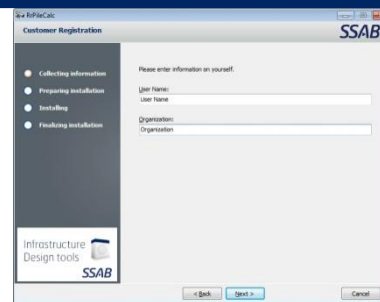 RrPileCalc
Customer Registration
SSAB
Collecting information
Preparing installation
Installing
Finalizing installation
Please enter information on yourself.
User Name:
User Name
Organization:
Organization
Infrastructure
Design tools
SSAB
< Back
Next >
Cancel